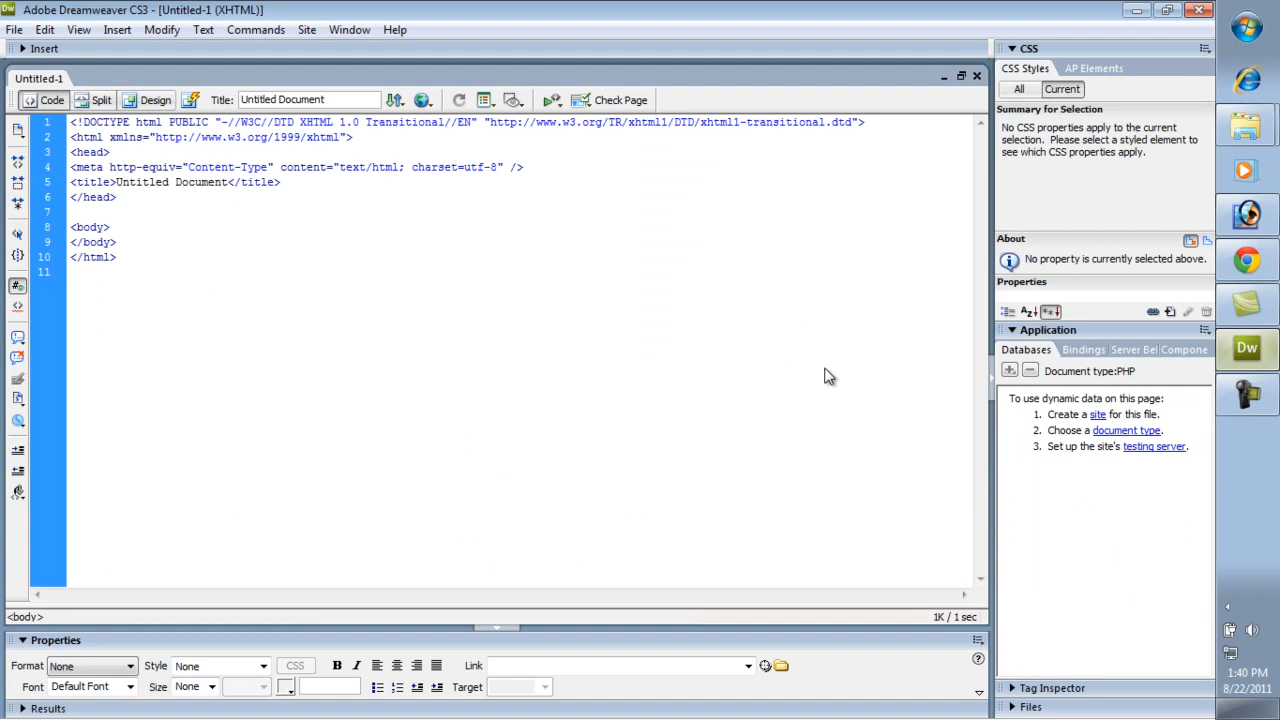 Dw Adobe Dreamweaver CS3 - [Untitled-1 (XHTML)]
File Edit View Insert Modify Text Commands Site Window Help
Insert
Untitled-1
Code Split Design Title: Untitled Document Check Page
1 <!DOCTYPE html PUBLIC "-//W3C//DTD XHTML 1.0 Transitional//EN" "http://www.w3.org/TR/xhtml1/DTD/xhtml1-transitional.dtd">
2 <html xmlns="http://www.w3.org/1999/xhtml">
3 <head>
4 <meta http-equiv="Content-Type" content="text/html; charset=utf-8" />
5 <title>Untitled Document</title>
6 </head>
7
8 <body>
9 </body>
10 </html>
11
<body> 1K / 1 sec
Properties
Format None Style None CSS B I Link
Font Default Font Size None Target
Results
CSS
CSS Styles AP Elements
All Current
Summary for Selection
No CSS properties apply to the current
selection. Please select a styled element to
see which CSS properties apply.
About
No property is currently selected above.
Properties
Application
Databases Bindings Server Bel Compone
Document type:PHP
To use dynamic data on this page:
1. Create a site for this file.
2. Choose a document type.
3. Set up the site's testing server.
Tag Inspector
Files
Dw
1:40 PM
8/22/2011